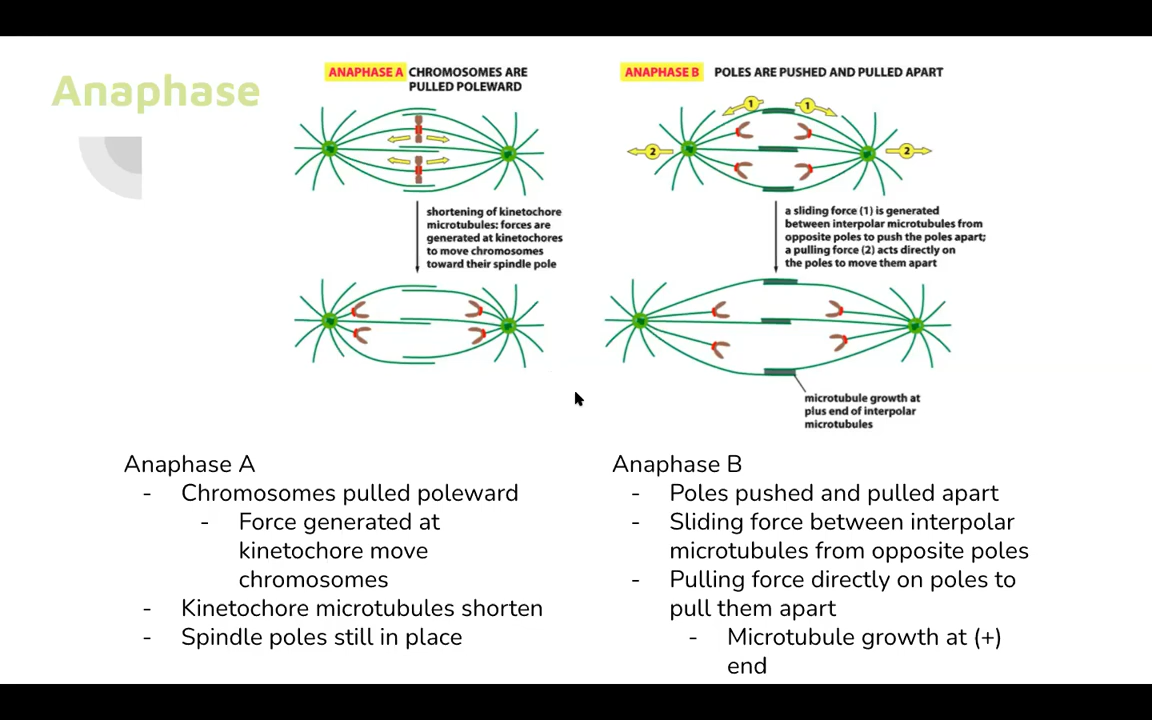 Anaphase
ANAPHASE A CHROMOSOMES ARE
PULLED POLEWARD
shortening of kinetochore
microtubules: forces are
generated at kinetochores
to move chromosomes
toward their spindle pole
ANAPHASE B POLES ARE PUSHED AND PULLED APART
1
1
2
2
a sliding force (1) is generated
between interpolar microtubules from
opposite poles to push the poles apart;
a pulling force (2) acts directly on
the poles to move them apart
microtubule growth at
plus end of interpolar
microtubules
Anaphase A
- Chromosomes pulled poleward
- Force generated at
kinetochore move
chromosomes
- Kinetochore microtubules shorten
- Spindle poles still in place
Anaphase B
- Poles pushed and pulled apart
- Sliding force between interpolar
microtubules from opposite poles
- Pulling force directly on poles to
pull them apart
- Microtubule growth at (+)
end